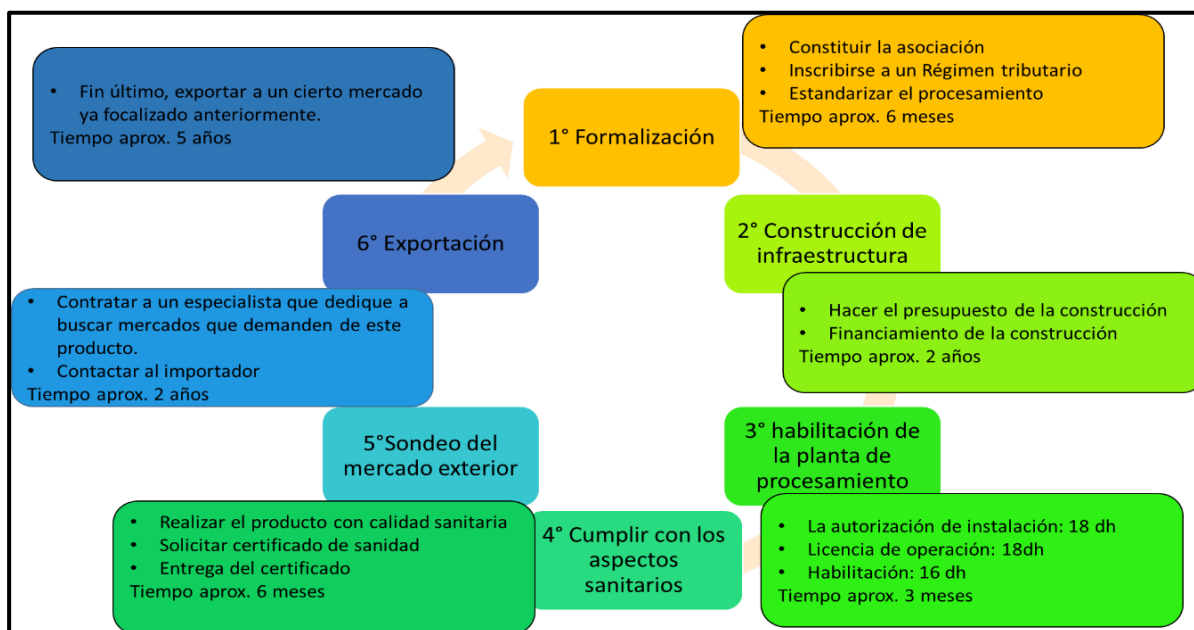 1° Formalización
• Constituir la asociación
• Inscribirse a un Régimen tributario
• Estandarizar el procesamiento
Tiempo aprox. 6 meses
2° Construcción de
infraestructura
• Hacer el presupuesto de la construcción
• Financiamiento de la construcción
Tiempo aprox. 2 años
3° habilitación de
la planta de
procesamiento
• La autorización de instalación: 18 dh
• Licencia de operación: 18dh
• Habilitación: 16 dh
Tiempo aprox. 3 meses
4° Cumplir con los
aspectos
sanitarios
• Realizar el producto con calidad sanitaria
• Solicitar certificado de sanidad
• Entrega del certificado
Tiempo aprox. 6 meses
5°Sondeo del
mercado exterior
• Contratar a un especialista que dedique a
buscar mercados que demanden de este
producto.
• Contactar al importador
Tiempo aprox. 2 años
6° Exportación
• Fin último, exportar a un cierto mercado
ya focalizado anteriormente.
Tiempo aprox. 5 años